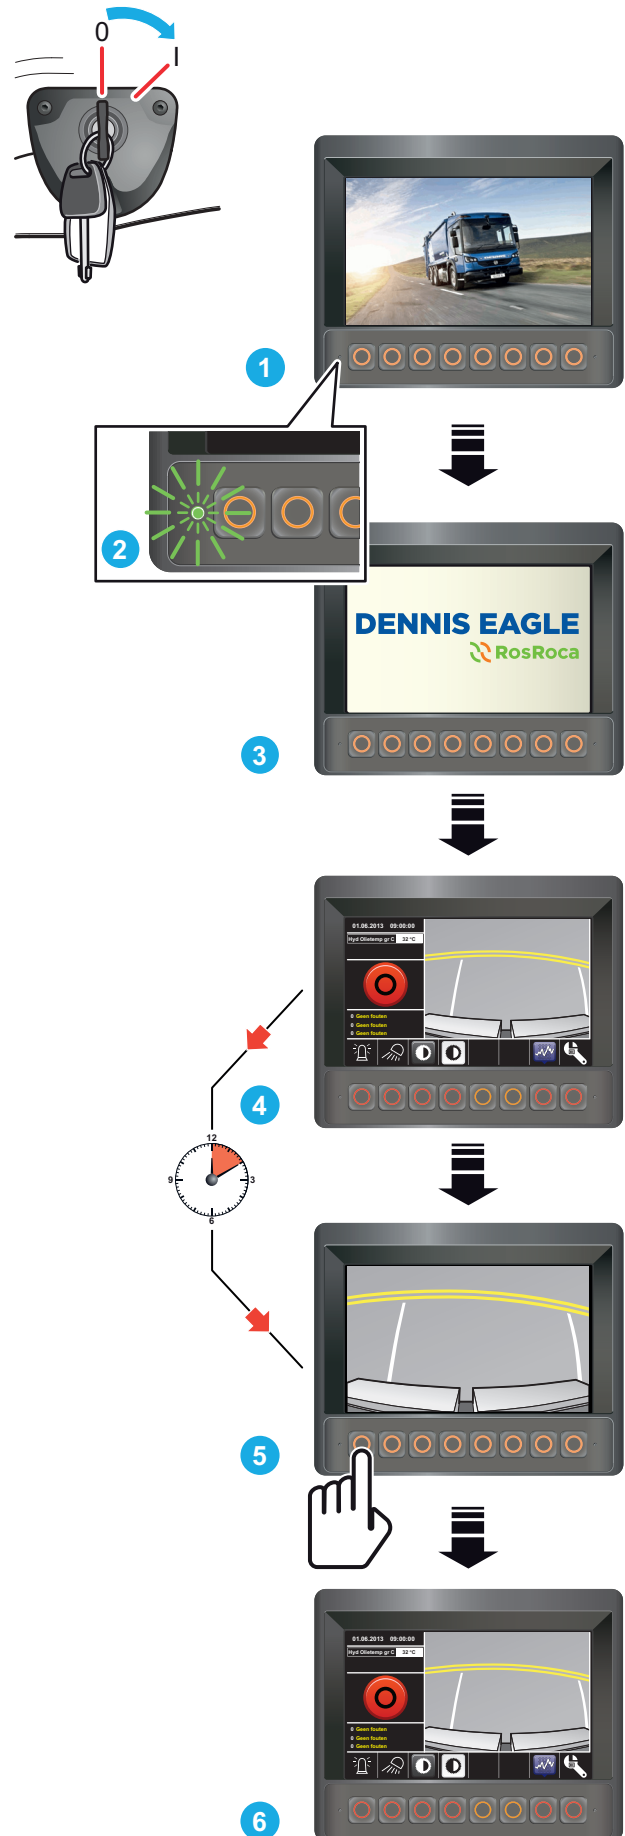 0
I
1
2
DENNIS EAGLE
RosRoca
3
01.06.2013 09:00:00
Hyd Olietemp gr C 32 °C
0 Geen fouten
0 Geen fouten
0 Geen fouten
4
12
9
3
6
5
01.06.2013 09:00:00
Hyd Olietemp gr C 32 °C
0 Geen fouten
0 Geen fouten
0 Geen fouten
6